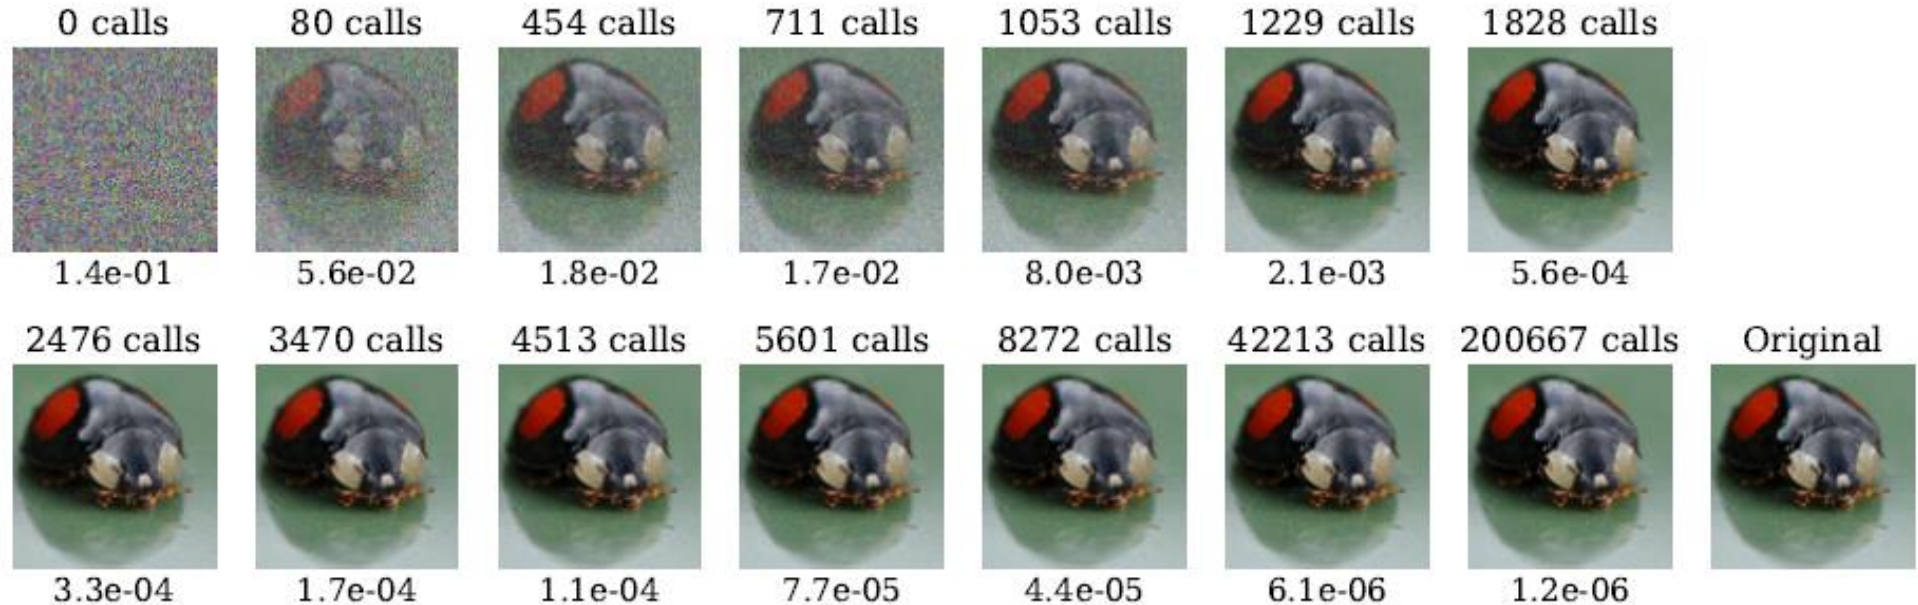 0 calls 80 calls 454 calls 711 calls 1053 calls 1229 calls 1828 calls
1.4e-01 5.6e-02 1.8e-02 1.7e-02 8.0e-03 2.1e-03 5.6e-04
2476 calls 3470 calls 4513 calls 5601 calls 8272 calls 42213 calls 200667 calls Original
3.3e-04 1.7e-04 1.1e-04 7.7e-05 4.4e-05 6.1e-06 1.2e-06